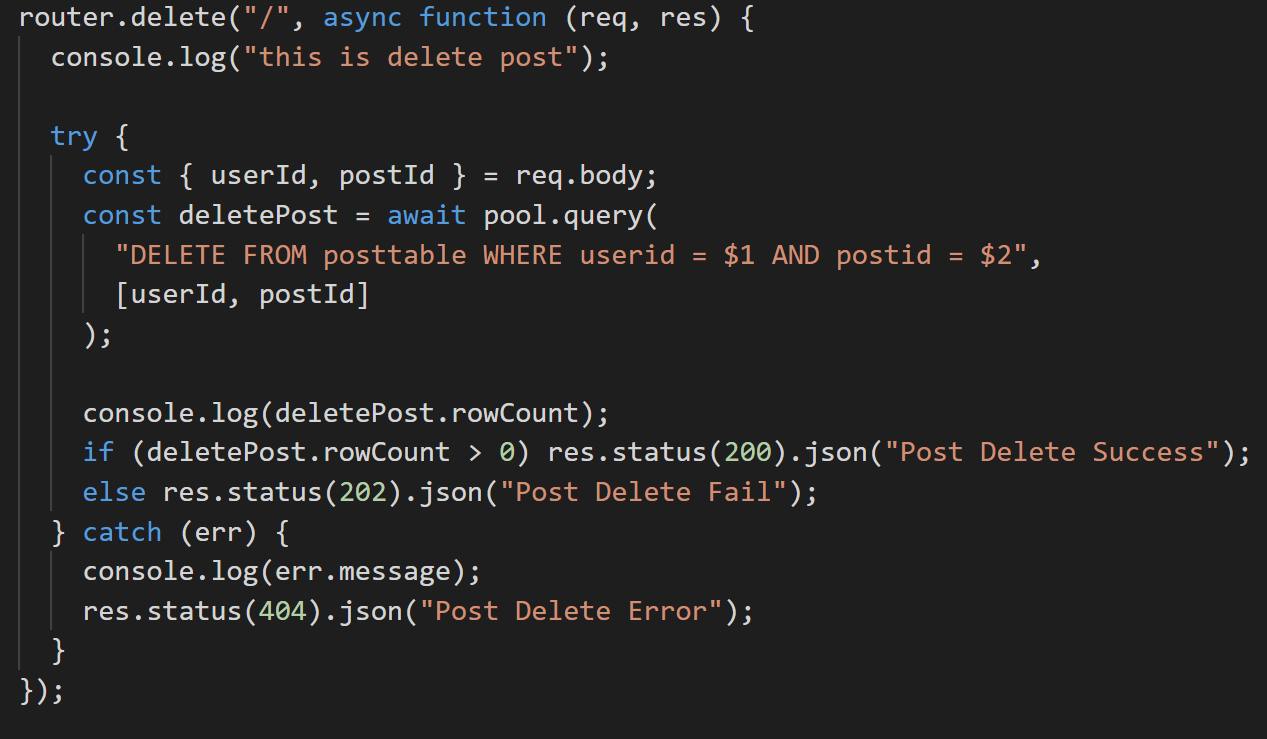 router.delete("/", async function (req, res) {
  console.log("this is delete post");

  try {
    const { userId, postId } = req.body;
    const deletePost = await pool.query(
      "DELETE FROM posttable WHERE userid = $1 AND postid = $2",
      [userId, postId]
    );

    console.log(deletePost.rowCount);
    if (deletePost.rowCount > 0) res.status(200).json("Post Delete Success");
    else res.status(202).json("Post Delete Fail");
  } catch (err) {
    console.log(err.message);
    res.status(404).json("Post Delete Error");
  }
});